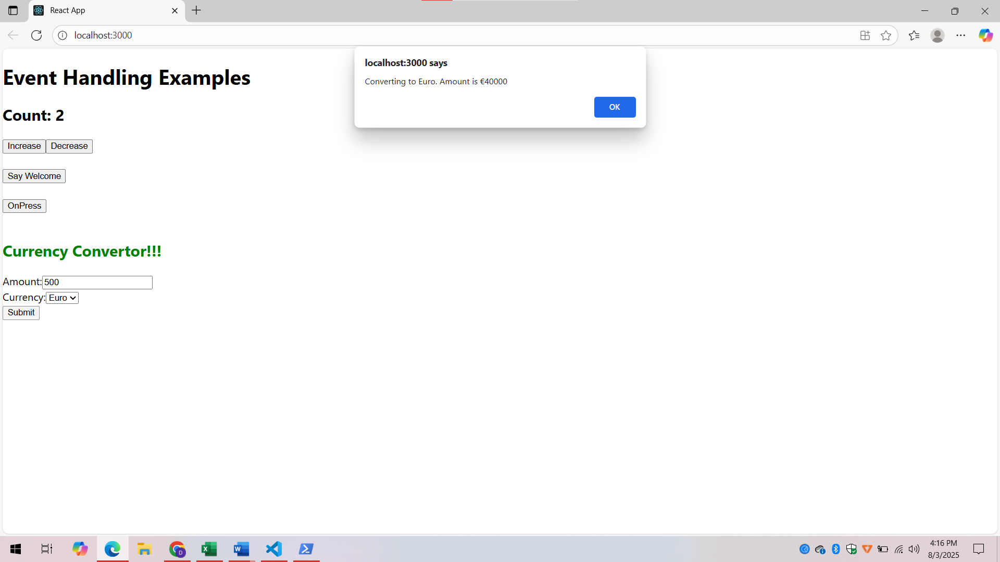 React App
localhost:3000
localhost:3000 says
Converting to Euro. Amount is €40000
OK
Event Handling Examples
Count: 2
Increase Decrease
Say Welcome
OnPress
Currency Convertor!!!
Amount: 500
Currency: Euro
Submit
4:16 PM
8/3/2025